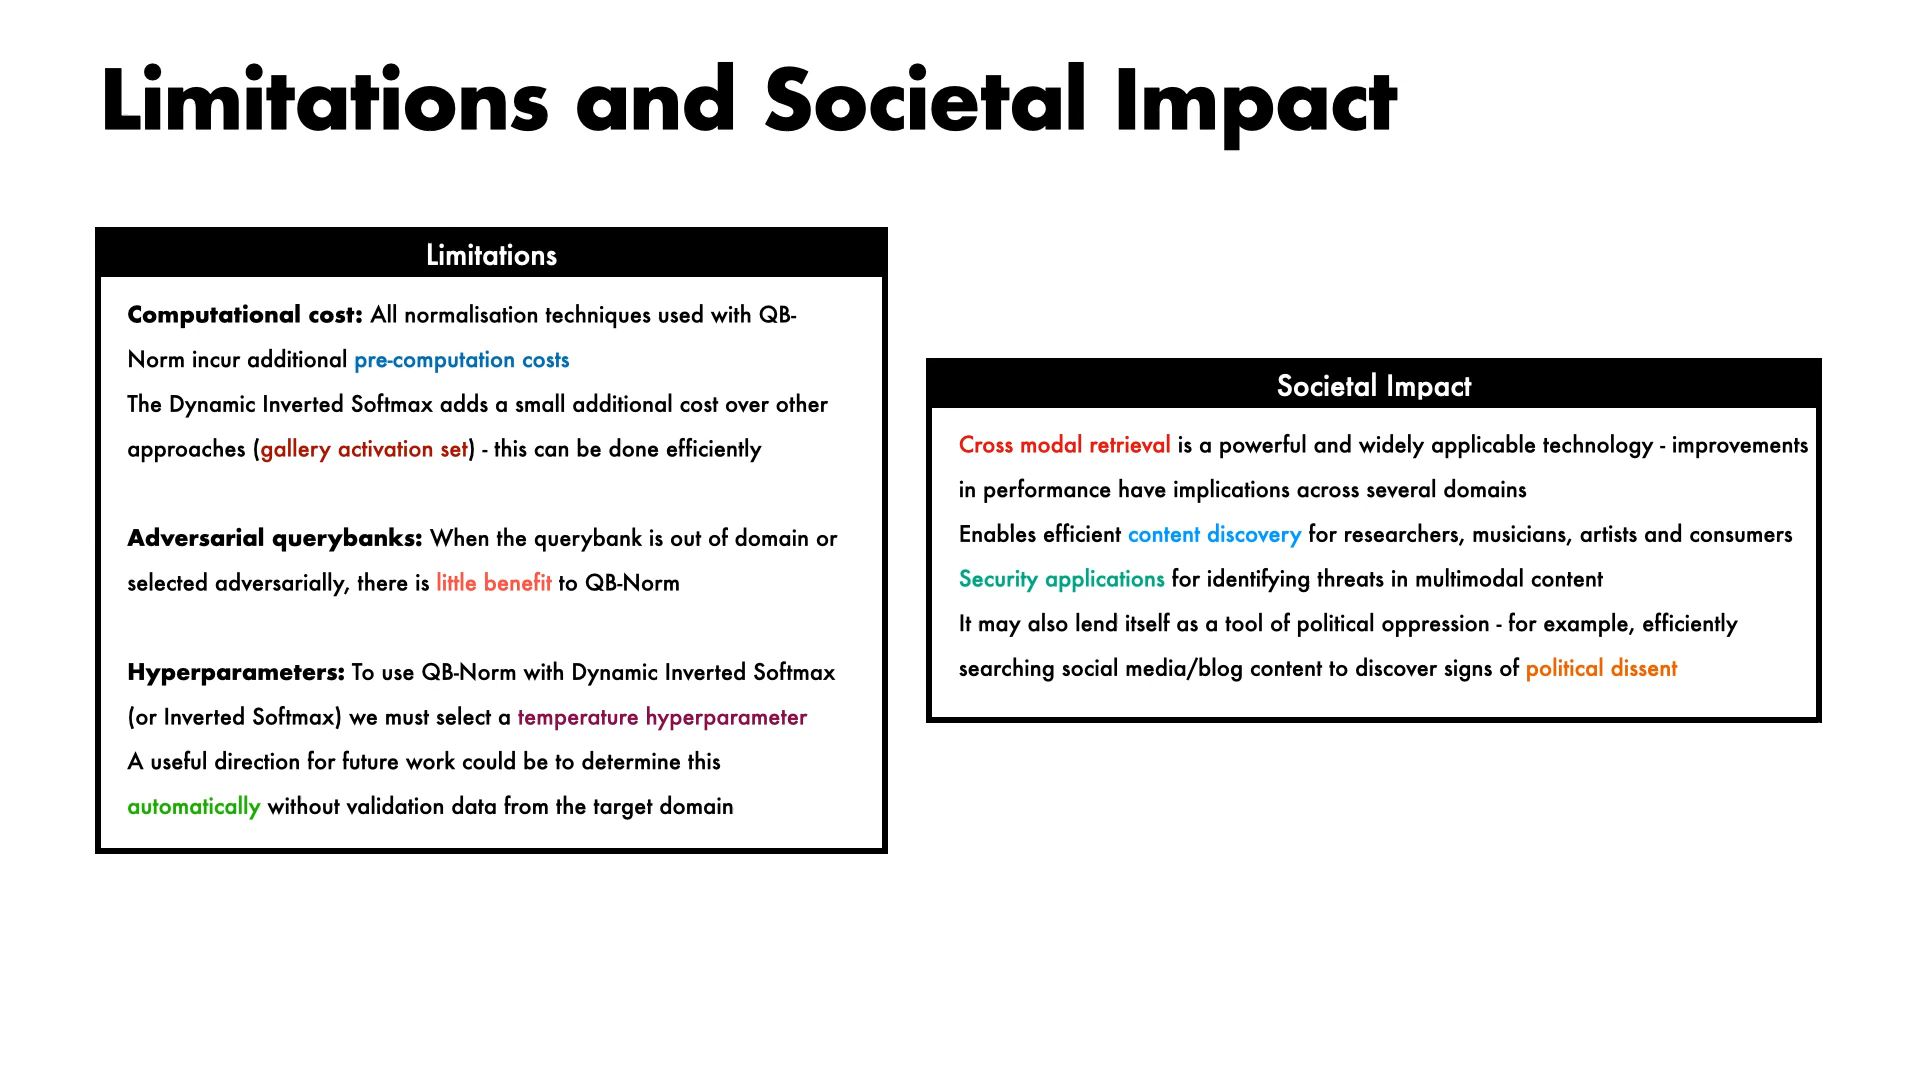 Limitations and Societal Impact
Limitations
Computational cost: All normalisation techniques used with QB-
Norm incur additional pre-computation costs
The Dynamic Inverted Softmax adds a small additional cost over other
approaches (gallery activation set) - this can be done efficiently
Adversarial querybanks: When the querybank is out of domain or
selected adversarially, there is little benefit to QB-Norm
Hyperparameters: To use QB-Norm with Dynamic Inverted Softmax
(or Inverted Softmax) we must select a temperature hyperparameter
A useful direction for future work could be to determine this
automatically without validation data from the target domain
Societal Impact
Cross modal retrieval is a powerful and widely applicable technology - improvements
in performance have implications across several domains
Enables efficient content discovery for researchers, musicians, artists and consumers
Security applications for identifying threats in multimodal content
It may also lend itself as a tool of political oppression - for example, efficiently
searching social media/blog content to discover signs of political dissent